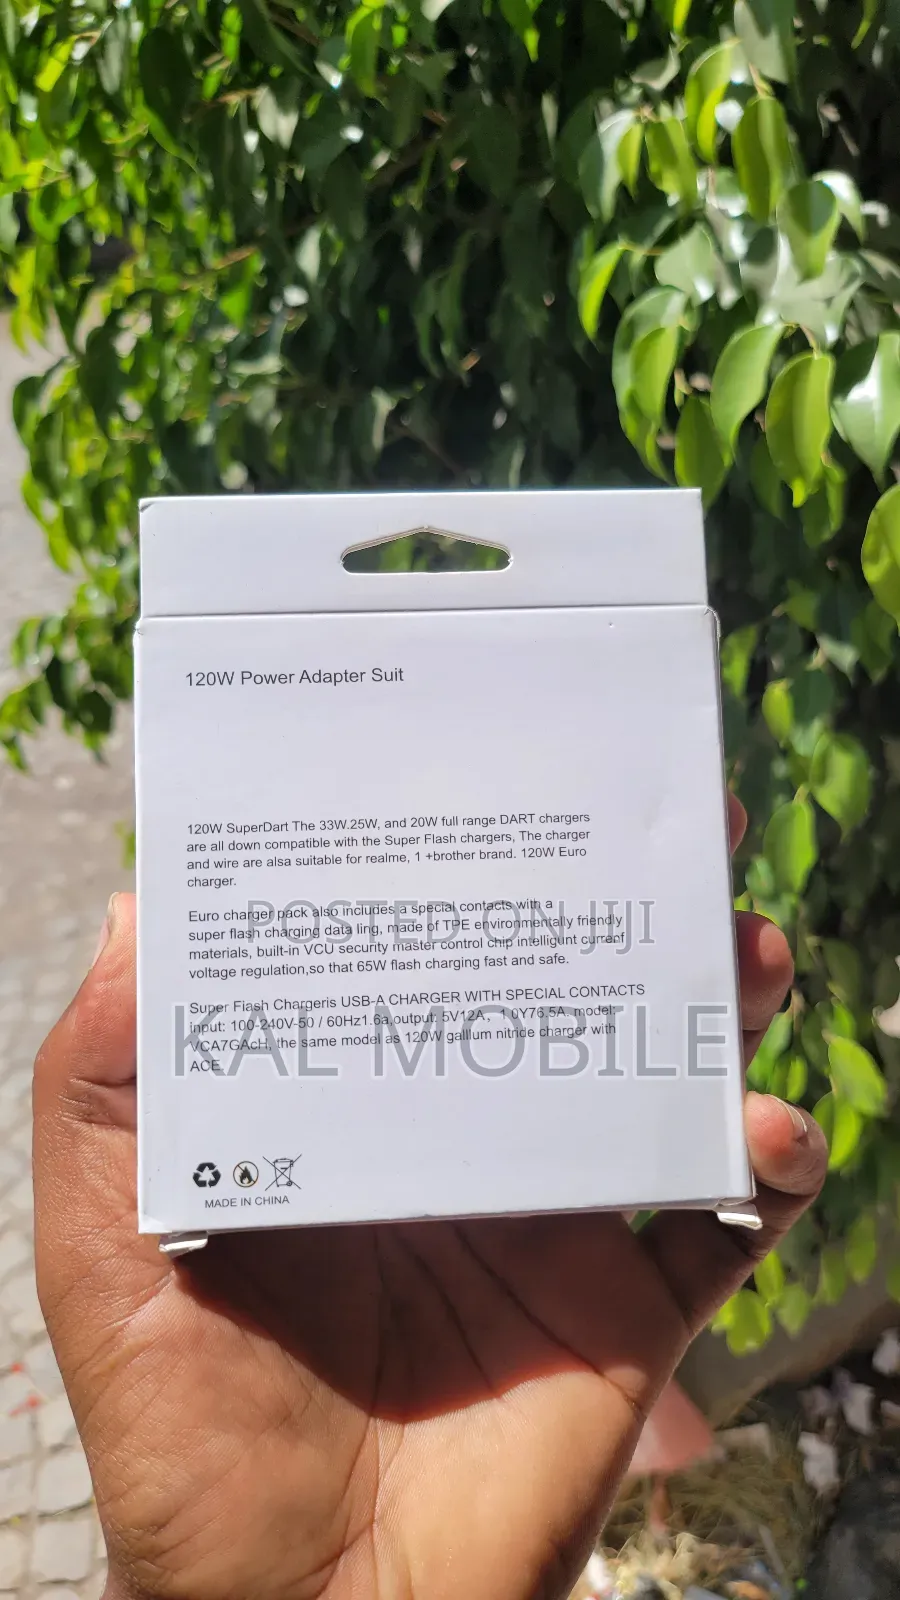 120W Power Adapter Suit
120W SuperDart The 33W.25W, and 20W full range DART chargers
are all down compatible with the Super Flash chargers, The charger
and wire are alsa suitable for realme, 1 +brother brand. 120W Euro
charger.
Euro charger pack also includes a special contacts with a
super flash charging data ling, made of TPE environmentally friendly
materials, built-in VCU security master control chip intelligunt current
voltage regulation,so that 65W flash charging fast and safe.
Super Flash Chargeris USB-A CHARGER WITH SPECIAL CONTACTS
input: 100-240V-50 / 60Hz1.6a,output: 5V12A, 1.0Y76.5A, model:
VCA7GAcH, the same model as 120W gallium nitride charger with
ACE.
MADE IN CHINA
POSTED ON JIJI
KAL MOBILE